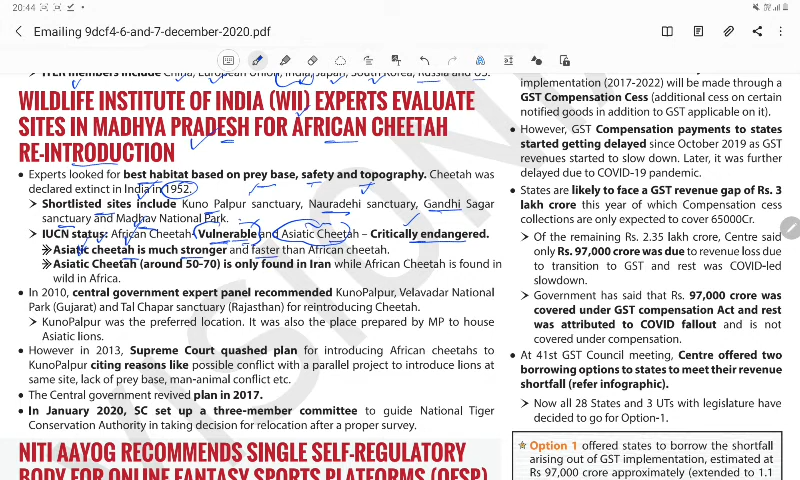 20:44
Emailing 9dcf4-6-and-7-december-2020.pdf
➤ ITER members include China, European Union, India, Japan, South Korea, Russia and US.
WILDLIFE INSTITUTE OF INDIA (WII) EXPERTS EVALUATE
SITES IN MADHYA PRADESH FOR AFRICAN CHEETAH
RE-INTRODUCTION
• Experts looked for best habitat based on prey base, safety and topography. Cheetah was
declared extinct in India in 1952.
➤ Shortlisted sites include Kuno Palpur sanctuary, Nauradehi sanctuary, Gandhi Sagar
sanctuary and Madhav National Park.
➤ IUCN status: African Cheetah (Vulnerable) and Asiatic Cheetah – Critically endangered.
⨠ Asiatic cheetah is much stronger and faster than African cheetah.
⨠ Asiatic Cheetah (around 50-70) is only found in Iran while African Cheetah is found in
wild in Africa.
• In 2010, central government expert panel recommended KunoPalpur, Velavadar National
Park (Gujarat) and Tal Chapar sanctuary (Rajasthan) for reintroducing Cheetah.
➤ KunoPalpur was the preferred location. It was also the place prepared by MP to house
Asiatic lions.
• However in 2013, Supreme Court quashed plan for introducing African cheetahs to
KunoPalpur citing reasons like possible conflict with a parallel project to introduce lions at
same site, lack of prey base, man-animal conflict etc.
• The Central government revived plan in 2017.
• In January 2020, SC set up a three-member committee to guide National Tiger
Conservation Authority in taking decision for relocation after a proper survey.
NITI AAYOG RECOMMENDS SINGLE SELF-REGULATORY
BODY FOR ONLINE FANTASY SPORTS PLATFORMS (OFSP)
implementation (2017-2022) will be made through a
GST Compensation Cess (additional cess on certain
notified goods in addition to GST applicable on it).
• However, GST Compensation payments to states
started getting delayed since October 2019 as GST
revenues started to slow down. Later, it was further
delayed due to COVID-19 pandemic.
• States are likely to face a GST revenue gap of Rs. 3
lakh crore this year of which Compensation cess
collections are only expected to cover 65000Cr.
➤ Of the remaining Rs. 2.35 lakh crore, Centre said
only Rs. 97,000 crore was due to revenue loss due
to transition to GST and rest was COVID-led
slowdown.
➤ Government has said that Rs. 97,000 crore was
covered under GST compensation Act and rest
was attributed to COVID fallout and is not
covered under compensation.
• At 41st GST Council meeting, Centre offered two
borrowing options to states to meet their revenue
shortfall (refer infographic).
➤ Now all 28 States and 3 UTs with legislature have
decided to go for Option-1.
Option 1 offered states to borrow the shortfall
arising out of GST implementation, estimated at
Rs 97,000 crore approximately (extended to 1.1
VISION